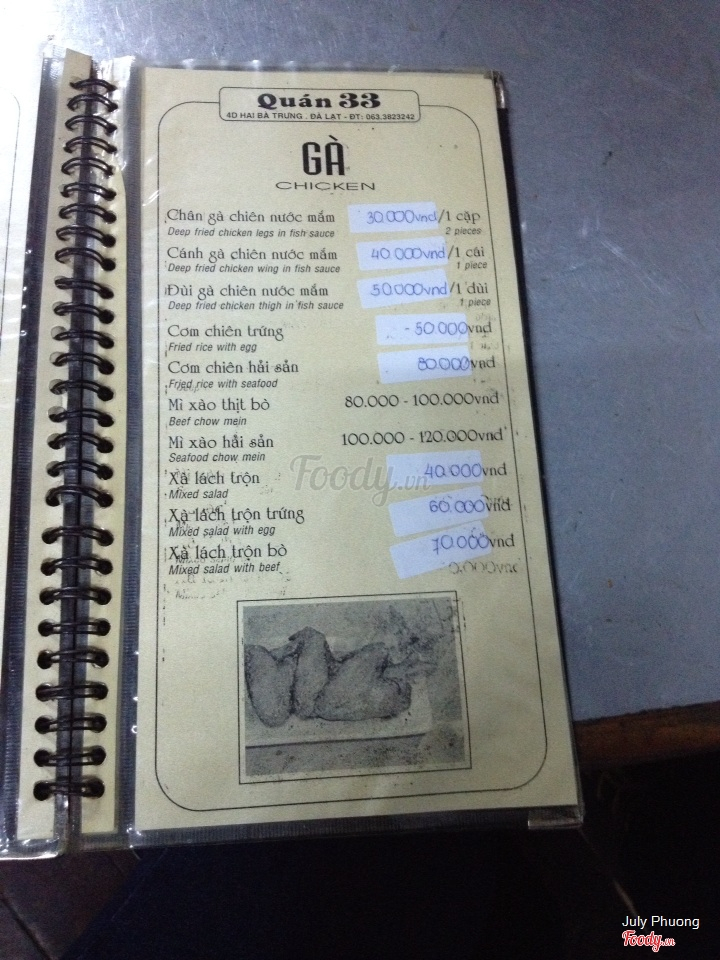 Quán 33
4D HAI BÀ TRƯNG . ĐÀ LẠT - ĐT: 063.3823242
GÀ
CHICKEN
Chân gà chiên nước mắm 30.000vnd/1 cặp
Deep fried chicken legs in fish sauce 2 pieces
Cánh gà chiên nước mắm 40.000vnd/1 cái
Deep fried chicken wing in fish sauce 1 piece
Đùi gà chiên nước mắm 50.000vnd/1 đùi
Deep fried chicken thigh in fish sauce 1 piece
Cơm chiên trứng - 50.000vnd
Fried rice with egg
Cơm chiên hải sản 80.000vnd
Fried rice with seafood
Mì xào thịt bò 80.000 - 100.000vnd
Beef chow mein
Mì xào hải sản 100.000 - 120.000vnd
Seafood chow mein
Xà lách trộn 40.000vnd
Mixed salad
Xà lách trộn trứng 60.000vnd
Mixed salad with egg
Xà lách trộn bò 70.000vnd
Mixed salad with beef
Foody.vn
July Phuong
Foody.vn